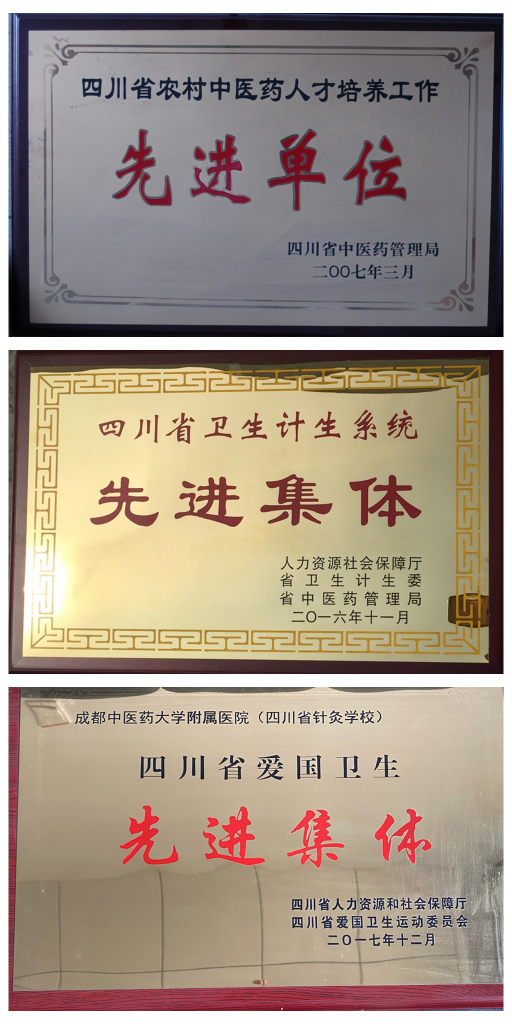 四川省农村中医药人才培养工作
先进单位
四川省中医药管理局
二〇〇七年三月
四川省卫生计生系统
先进集体
人力资源社会保障厅
省卫生计生委
省中医药管理局
二〇一六年十一月
成都中医药大学附属医院（四川省针灸学校）
四川省爱国卫生
先进集体
四川省人力资源和社会保障厅
四川省爱国卫生运动委员会
二〇一七年十二月